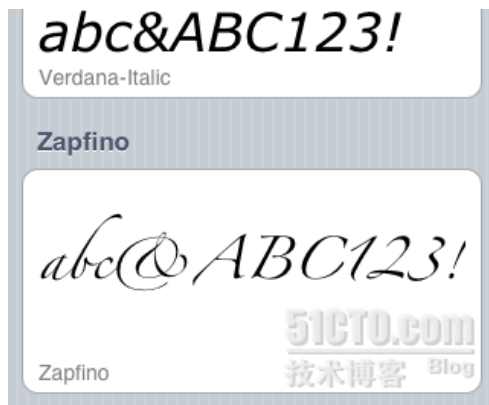 abc&ABC123!
Verdana-Italic
Zapfino
abc&ABC123!
Zapfino
51CTO.com
技术博客 Blog